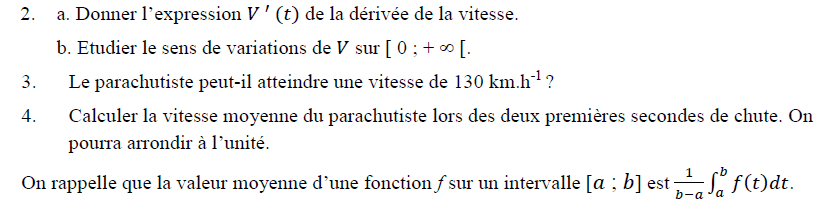 2. a. Donner l'expression V ' (t) de la dérivée de la vitesse.
b. Etudier le sens de variations de V sur [ 0 ; + ∞ [.
3. Le parachutiste peut-il atteindre une vitesse de 130 km.h⁻¹ ?
4. Calculer la vitesse moyenne du parachutiste lors des deux premières secondes de chute. On
pourra arrondir à l'unité.
On rappelle que la valeur moyenne d'une fonction f sur un intervalle [a ; b] est \frac{1}{b-a} \int_a^b f(t)dt.